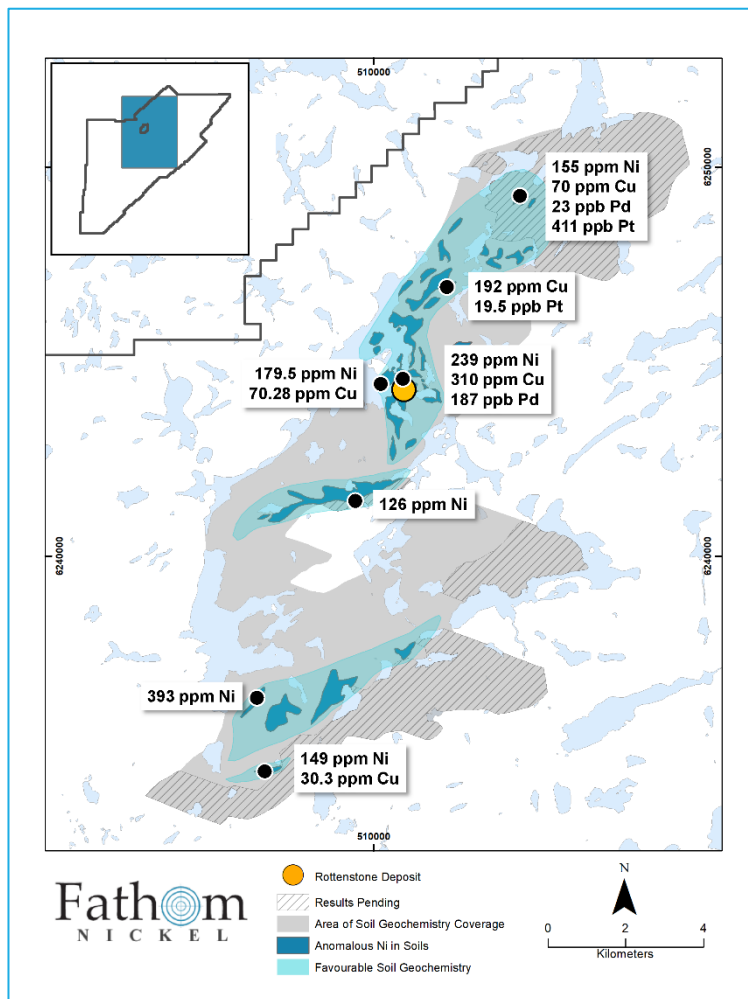 510000
6250000
155 ppm Ni
70 ppm Cu
23 ppb Pd
411 ppb Pt
192 ppm Cu
19.5 ppb Pt
239 ppm Ni
310 ppm Cu
187 ppb Pd
179.5 ppm Ni
70.28 ppm Cu
126 ppm Ni
6240000
6240000
393 ppm Ni
149 ppm Ni
30.3 ppm Cu
510000
Fathom
NICKEL
Rottenstone Deposit
Results Pending
Area of Soil Geochemistry Coverage
Anomalous Ni in Soils
Favourable Soil Geochemistry
N
0 2 4
Kilometers